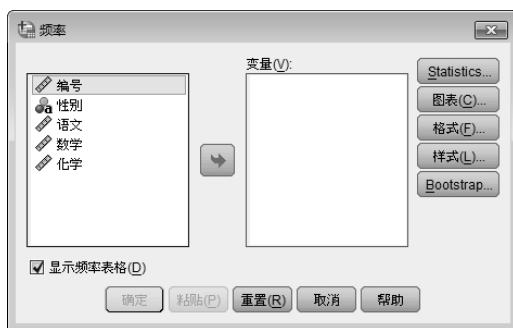 频率
编号
性别
语文
数学
化学
变量(V):
Statistics...
图表(C)...
格式(F)...
样式(L)...
Bootstrap...
显示频率表格(D)
确定 粘贴(P) 重置(R) 取消 帮助